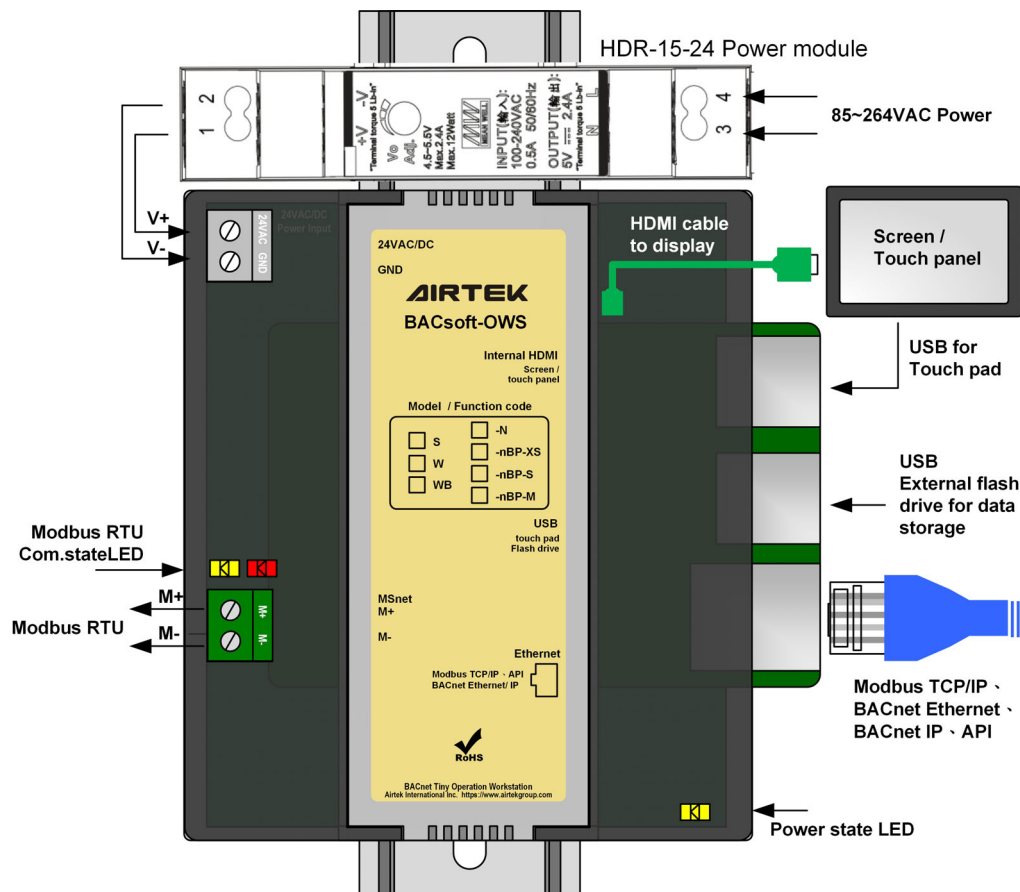 HDR-15-24 Power module
2
1
-V
+V
"Terminal torque 5 Lb-in"
Vo
Adj.
4.5~5.5V
Max.2.4A
Max.12Watt
MW
MEAN WELL
INPUT(輸入):
100-240VAC
0.5A 50/60Hz
OUTPUT(輸出):
5V 2.4A
"Terminal torque 5 Lb-in"
L
N
4
3
85~264VAC Power
V+
V-
24VAC
GND
24VAC/DC
Power Input
24VAC/DC
GND
AIRTEK
BACsoft-OWS
Internal HDMI
Screen /
touch panel
Model / Function code
S
W
WB
-N
-nBP-XS
-nBP-S
-nBP-M
USB
touch pad
Flash drive
MSnet
M+
M-
Ethernet
Modbus TCP/IP、API
BACnet Ethernet/ IP
RoHS
BACnet Tiny Operation Workstation
Airtek International Inc. https://www.airtekgroup.com
HDMI cable
to display
Screen /
Touch panel
USB for
Touch pad
USB
External flash
drive for data
storage
Modbus RTU
Com.stateLED
M+
Modbus RTU
M-
M+
M-
Modbus TCP/IP、
BACnet Ethernet、
BACnet IP、API
Power state LED